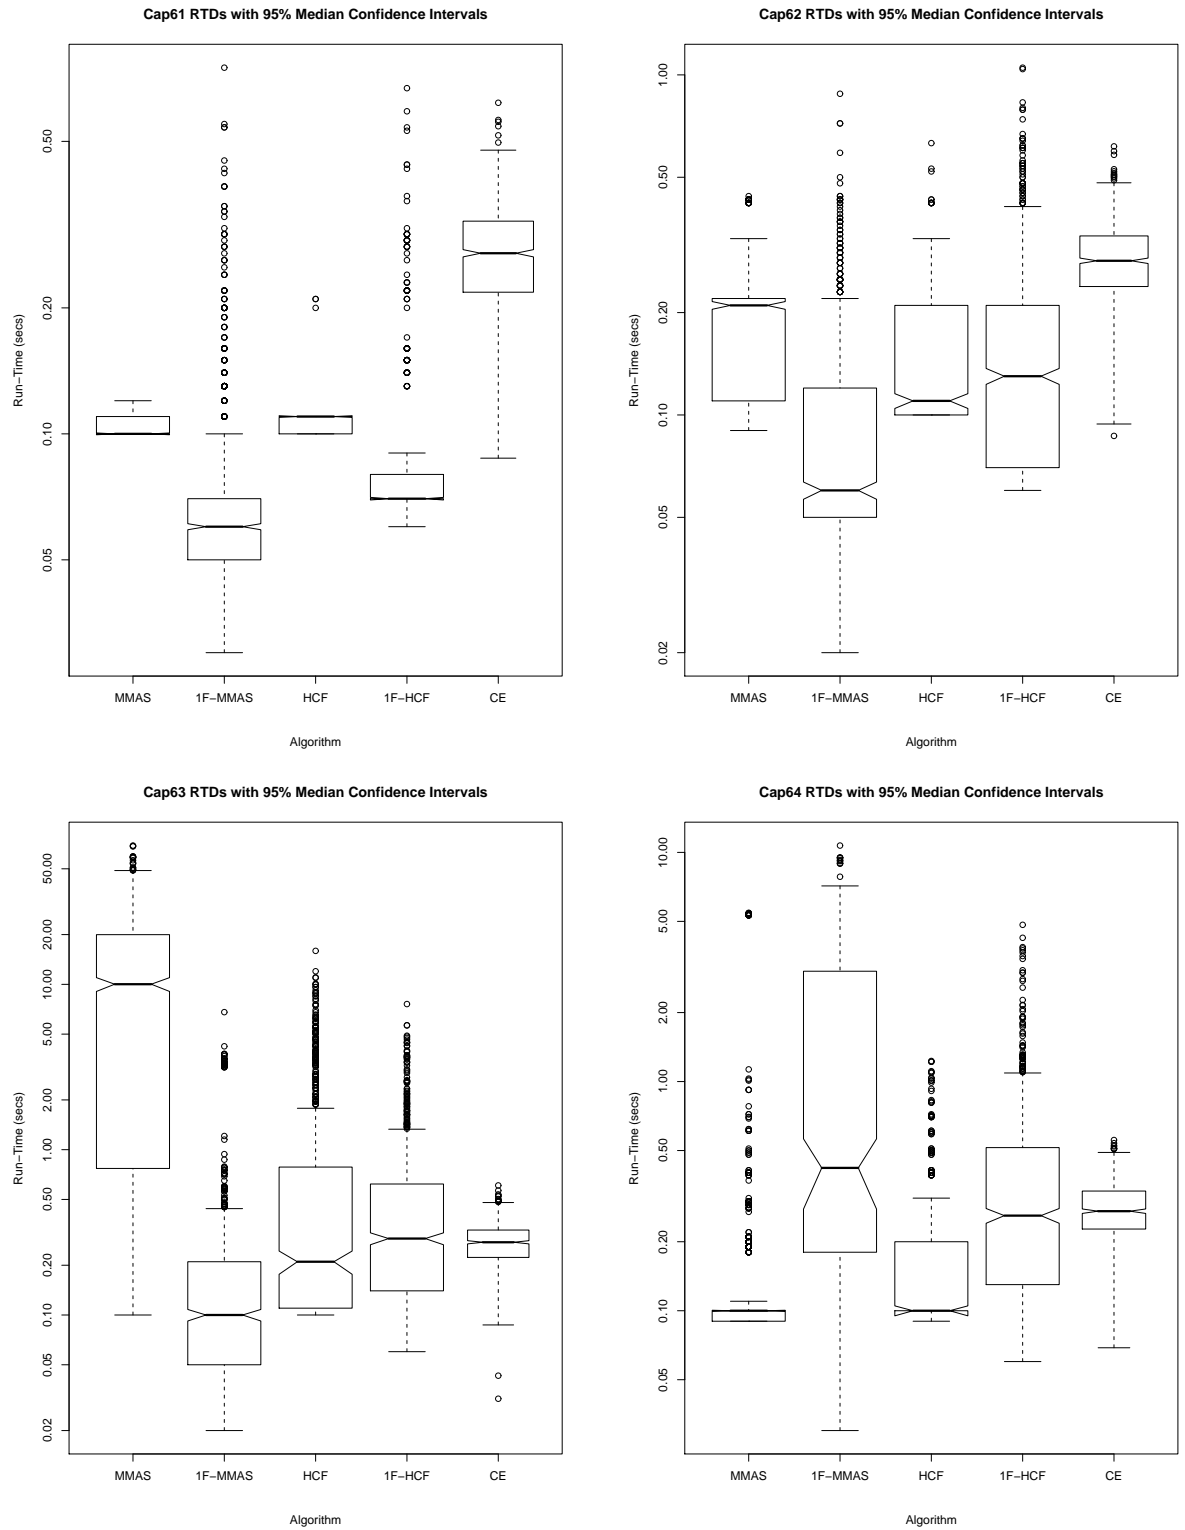 Cap61 RTDs with 95% Median Confidence Intervals
Run−Time (secs)
0.50
0.20
0.10
0.05
MMAS 1F−MMAS HCF 1F−HCF CE
Algorithm
Cap62 RTDs with 95% Median Confidence Intervals
Run−Time (secs)
1.00
0.50
0.20
0.10
0.05
0.02
MMAS 1F−MMAS HCF 1F−HCF CE
Algorithm
Cap63 RTDs with 95% Median Confidence Intervals
Run−Time (secs)
50.00
20.00
10.00
5.00
2.00
1.00
0.50
0.20
0.10
0.05
0.02
MMAS 1F−MMAS HCF 1F−HCF CE
Algorithm
Cap64 RTDs with 95% Median Confidence Intervals
Run−Time (secs)
10.00
5.00
2.00
1.00
0.50
0.20
0.10
0.05
MMAS 1F−MMAS HCF 1F−HCF CE
Algorithm